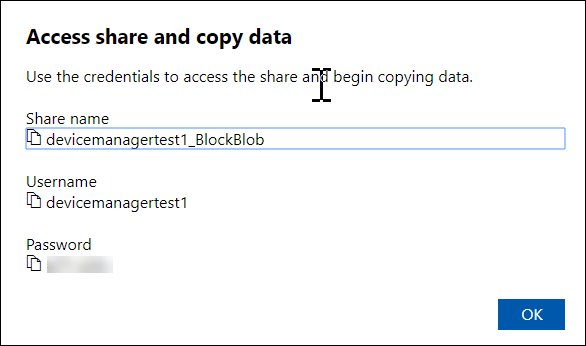 Access share and copy data
Use the credentials to access the share and begin copying data.
Share name
devicemanagertest1_BlockBlob
Username
devicemanagertest1
Password
OK